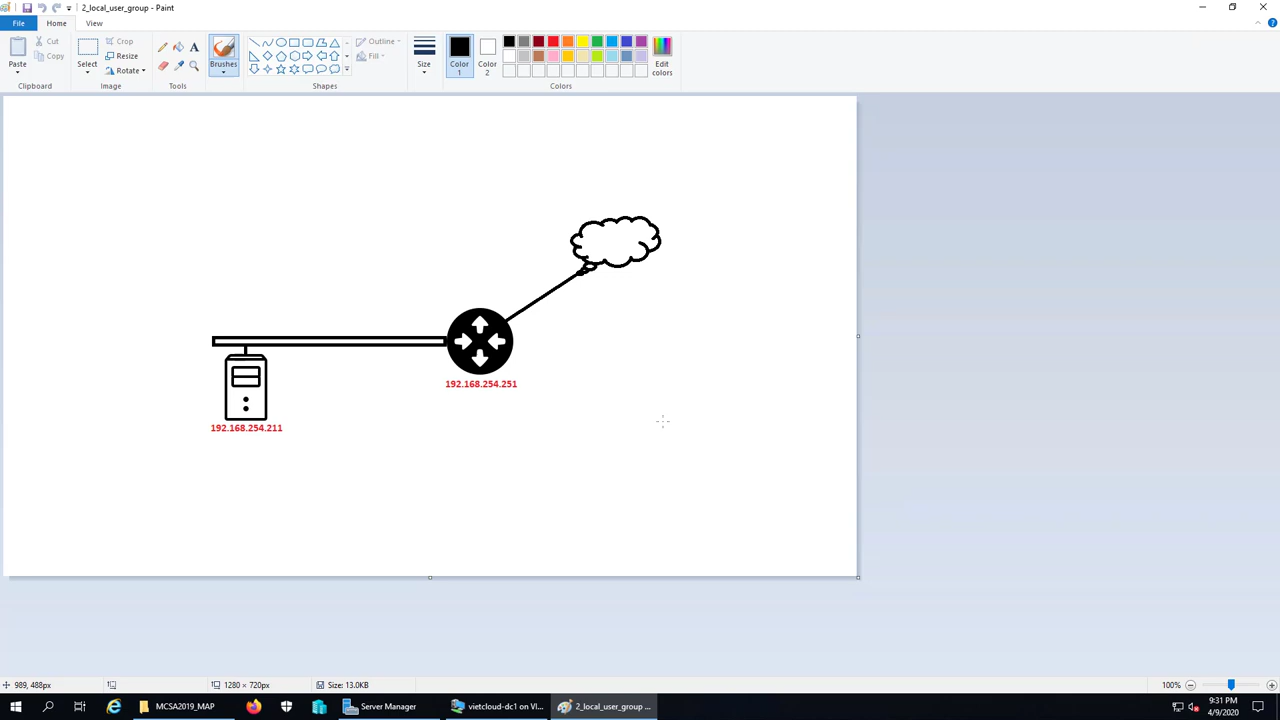 2_local_user_group - Paint
File
Home
View
Paste
Cut
Copy
Clipboard
Select
Crop
Resize
Rotate
Image
A
Tools
Brushes
Outline
Fill
Shapes
Size
Color
1
Color
2
Edit
colors
Colors
192.168.254.251
192.168.254.211
989, 488px
1280 × 720px
Size: 13.0KB
100%
MCSA2019_MAP
Server Manager
vietcloud-dc1 on VI...
2_local_user_group ...
9:31 PM
4/9/2020